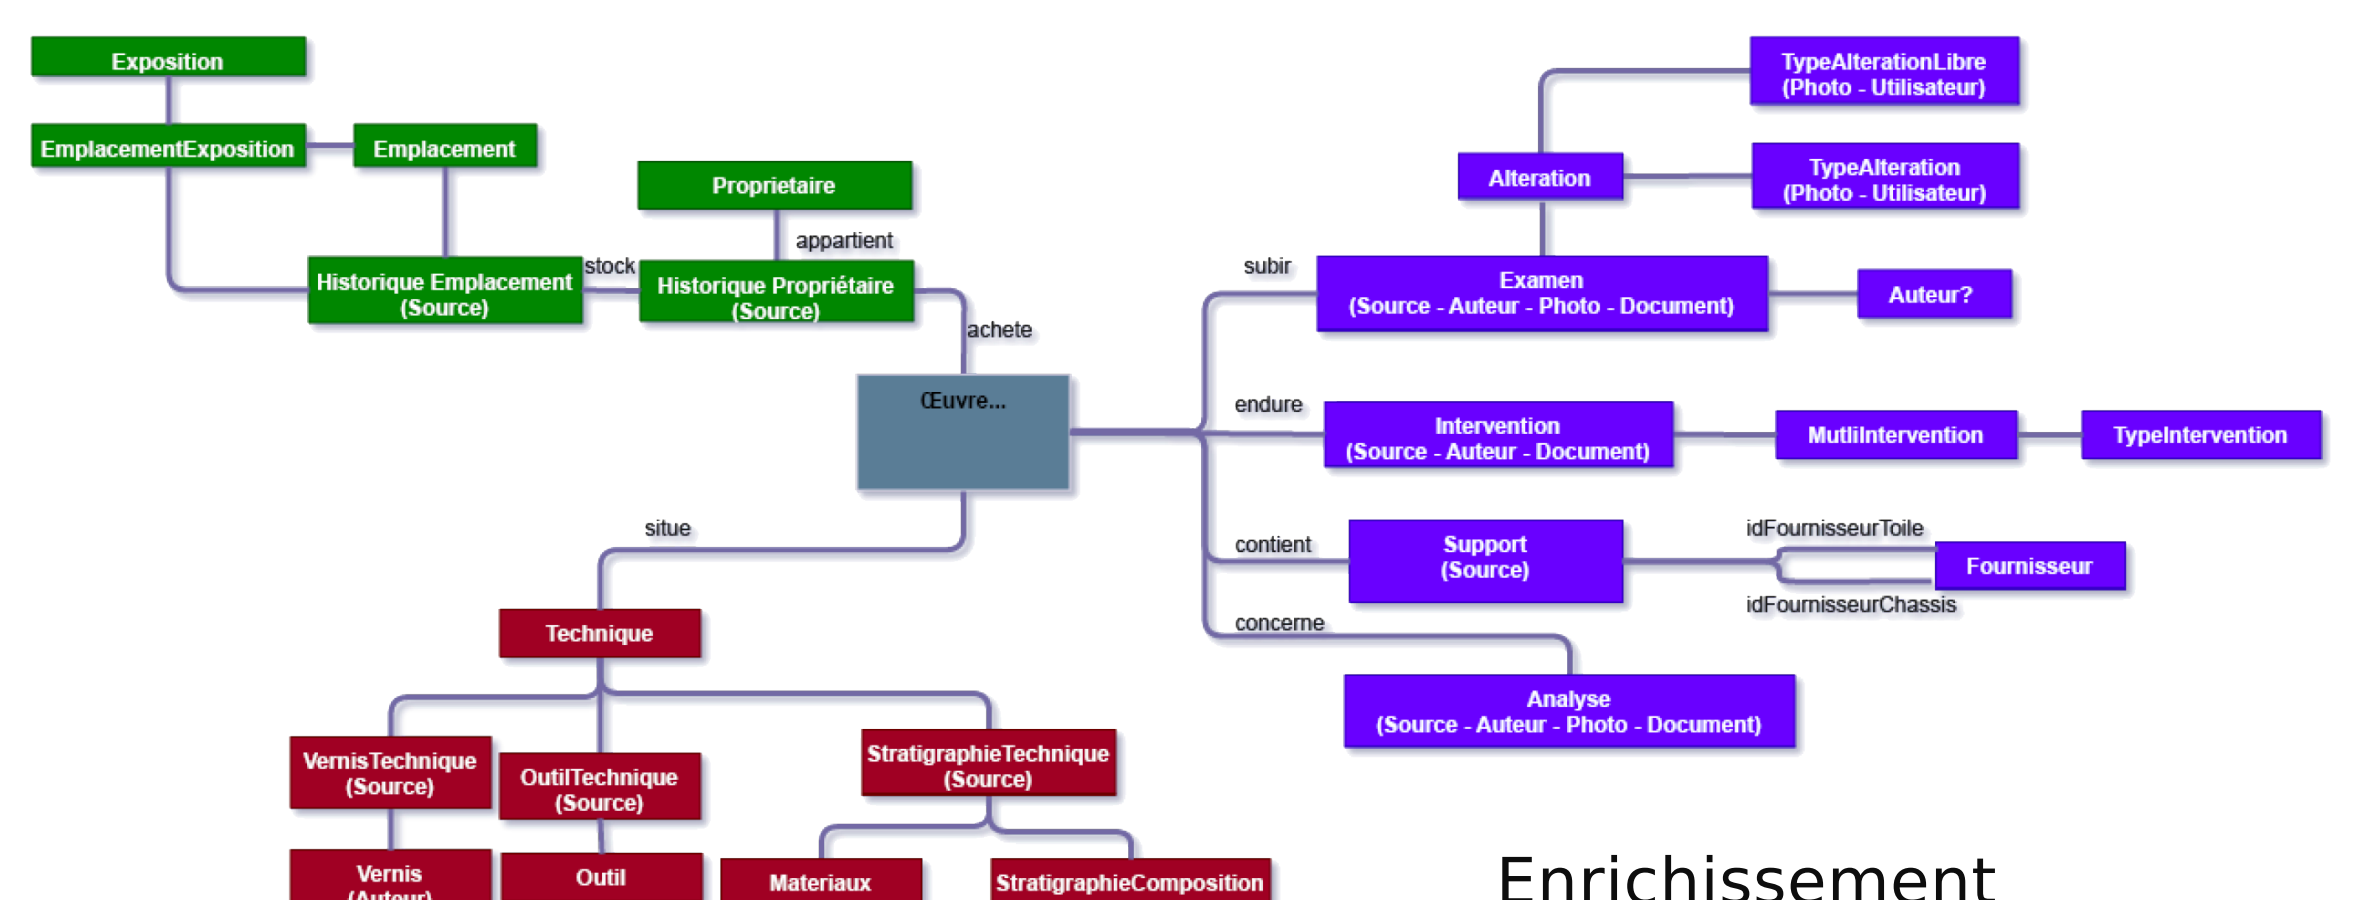 Exposition
EmplacementExposition
Emplacement
Proprietaire
appartient
Historique Emplacement
(Source)
stock
Historique Propriétaire
(Source)
achete
Œuvre...
TypeAlterationLibre
(Photo - Utilisateur)
Alteration
TypeAlteration
(Photo - Utilisateur)
subir
Examen
(Source - Auteur - Photo - Document)
Auteur?
endure
Intervention
(Source - Auteur - Document)
MutliIntervention
TypeIntervention
contient
Support
(Source)
idFournisseurToile
Fournisseur
idFournisseurChassis
concerne
Analyse
(Source - Auteur - Photo - Document)
situe
Technique
VernisTechnique
(Source)
OutilTechnique
(Source)
StratigraphieTechnique
(Source)
Vernis
(Auteur)
Outil
Materiaux
StratigraphieComposition
Enrichissement